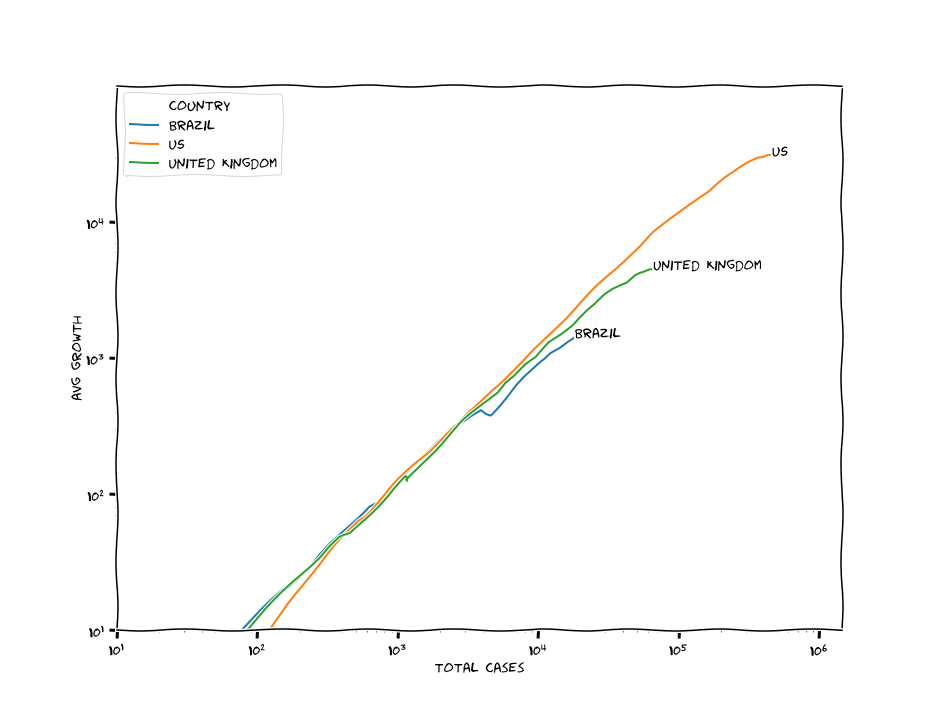 COUNTRY
BRAZIL
US
UNITED KINGDOM
US
UNITED KINGDOM
BRAZIL
AVG GROWTH
10⁴
10³
10²
10¹
10¹ 10² 10³ 10⁴ 10⁵ 10⁶
TOTAL CASES